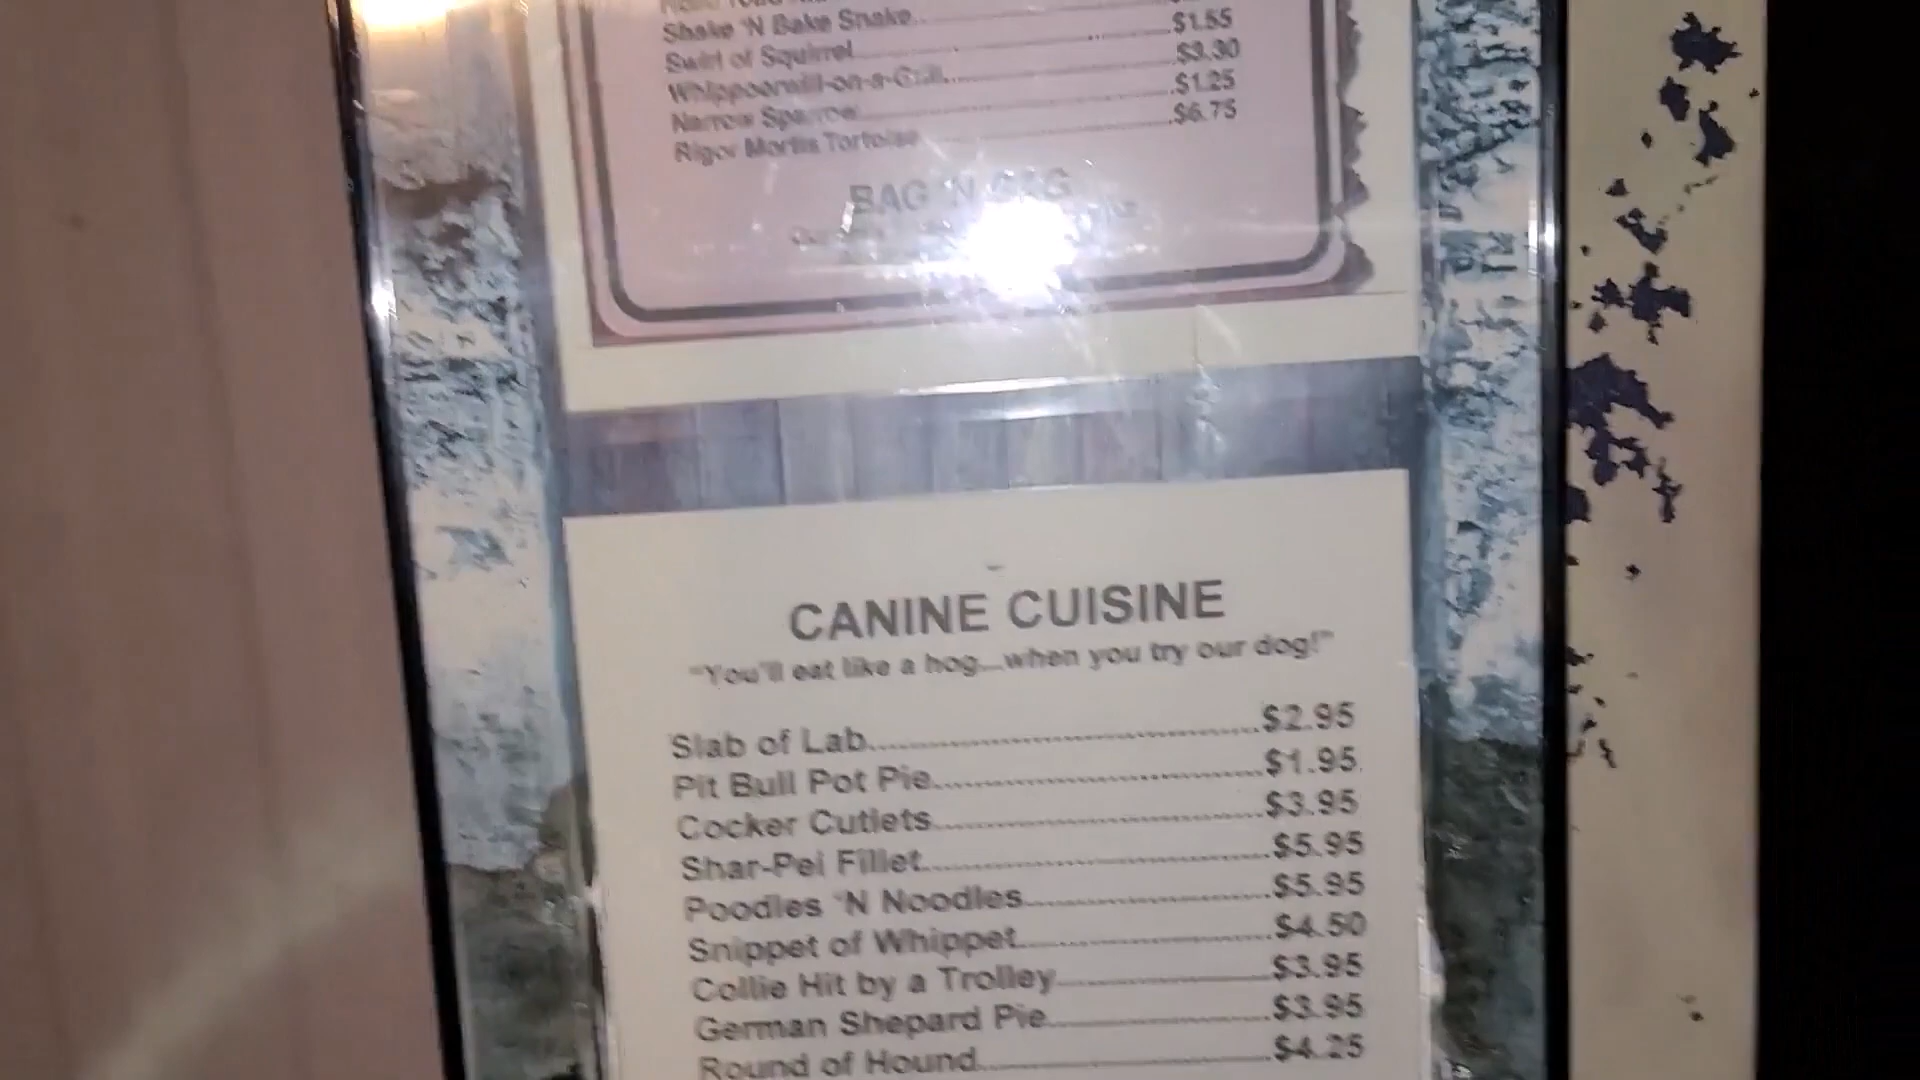 Shake 'N Bake Snake $1.55
Swirl of Squirrel $3.30
Whippoorwill-on-a-Grill $1.25
Narrow Sparrow $6.75
Rigor Mortis Tortoise
BAG 'N GAG
CANINE CUISINE
"You'll eat like a hog...when you try our dog!"
Slab of Lab $2.95
Pit Bull Pot Pie $1.95
Cocker Cutlets $3.95
Shar-Pei Fillet $5.95
Poodles 'N Noodles $5.95
Snippet of Whippet $4.50
Collie Hit by a Trolley $3.95
German Shepard Pie $3.95
Round of Hound $4.25